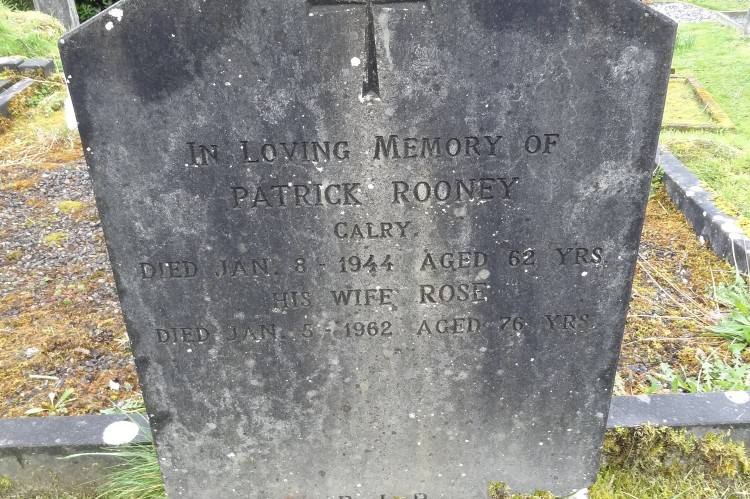 IN LOVING MEMORY OF
PATRICK ROONEY
CALRY.
DIED JAN. 8 - 1944 AGED 62 YRS.
HIS WIFE ROSE
DIED JAN. 5 - 1962 AGED 76 YRS.
R. I. P.